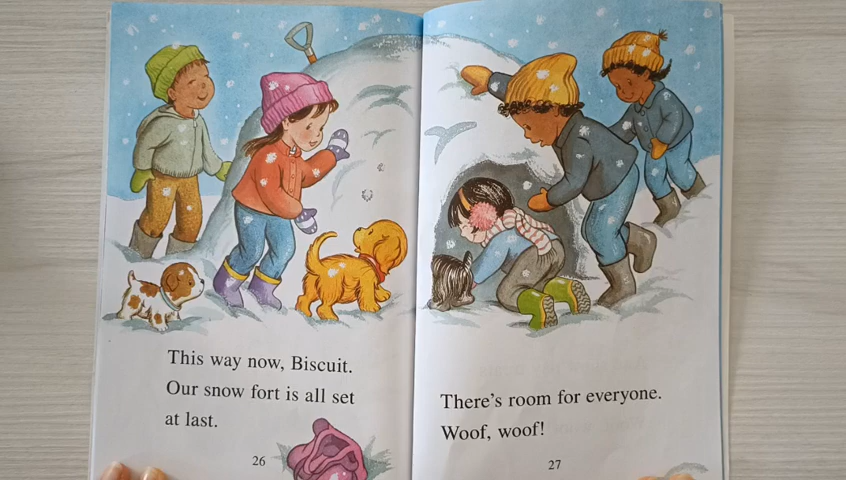 This way now, Biscuit.
Our snow fort is all set
at last.
26
There's room for everyone.
Woof, woof!
27